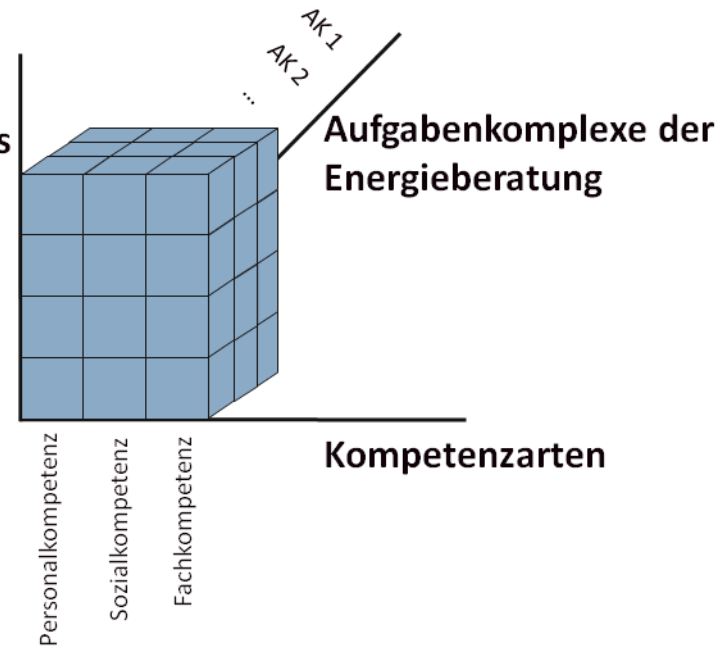 AK 1
AK 2
...
s
Aufgabenkomplexe der
Energieberatung
Kompetenzarten
Personalkompetenz
Sozialkompetenz
Fachkompetenz